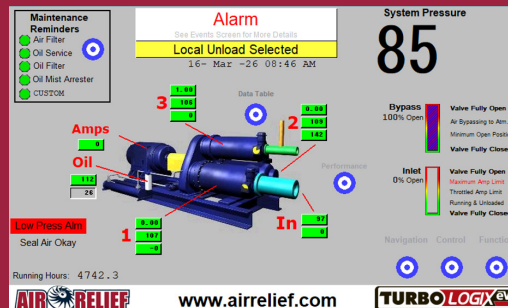 Maintenance
Reminders
Air Filter
Oil Service
Oil Filter
Oil Mist Arrester
CUSTOM
Alarm
See Events Screen for More Details
Local Unload Selected
16- Mar -26 08:46 AM
System Pressure
85
Data Table
3
1.00
106
0
2
0.00
109
142
Amps
0
Oil
112
26
Performance
1
0.00
107
-0
In
97
0
Bypass
100% Open
Valve Fully Open
Air Bypassing to Atm.
Minimum Open Positi
Valve Fully Close
Inlet
0% Open
Valve Fully Open
Maximum Amp Limit
Throttled Amp Limit
Running & Unloaded
Valve Fully Close
Low Press Alm
Seal Air Okay
Navigation Control Functio
Running Hours: 4742.3
AIR RELIEF
www.airrelief.com
TURBOLOGIX ev